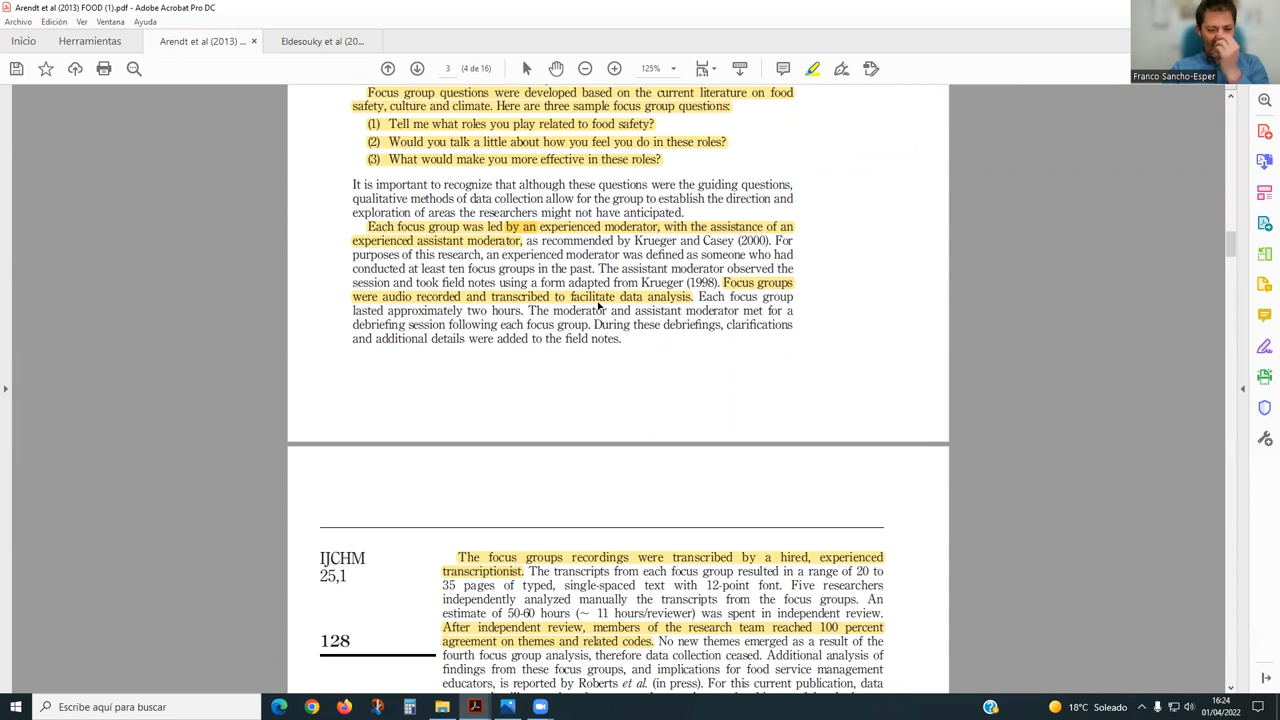 Arendt et al (2013) FOOD (1).pdf - Adobe Acrobat Pro DC
Archivo Edición Ver Ventana Ayuda
Inicio Herramientas Arendt et al (2013) ... × Eldesouky et al (20...
3 (4 de 16) 125%
Franco Sancho-Esper
Focus group questions were developed based on the current literature on food
safety, culture and climate. Here are three sample focus group questions:
(1) Tell me what roles you play related to food safety?
(2) Would you talk a little about how you feel you do in these roles?
(3) What would make you more effective in these roles?
It is important to recognize that although these questions were the guiding questions,
qualitative methods of data collection allow for the group to establish the direction and
exploration of areas the researchers might not have anticipated.
Each focus group was led by an experienced moderator, with the assistance of an
experienced assistant moderator, as recommended by Krueger and Casey (2000). For
purposes of this research, an experienced moderator was defined as someone who had
conducted at least ten focus groups in the past. The assistant moderator observed the
session and took field notes using a form adapted from Krueger (1998). Focus groups
were audio recorded and transcribed to facilitate data analysis. Each focus group
lasted approximately two hours. The moderator and assistant moderator met for a
debriefing session following each focus group. During these debriefings, clarifications
and additional details were added to the field notes.
IJCHM
25,1
128
The focus groups recordings were transcribed by a hired, experienced
transcriptionist. The transcripts from each focus group resulted in a range of 20 to
35 pages of typed, single-spaced text with 12-point font. Five researchers
independently analyzed manually the transcripts from the focus groups. An
estimate of 50-60 hours (~ 11 hours/reviewer) was spent in independent review.
After independent review, members of the research team reached 100 percent
agreement on themes and related codes. No new themes emerged as a result of the
fourth focus group analysis, therefore data collection ceased. Additional analysis of
findings from these focus groups, and implications for food service management
educators, is reported by Roberts et al. (in press). For this current publication, data
Escribe aquí para buscar
18°C Soleado
16:24
01/04/2022